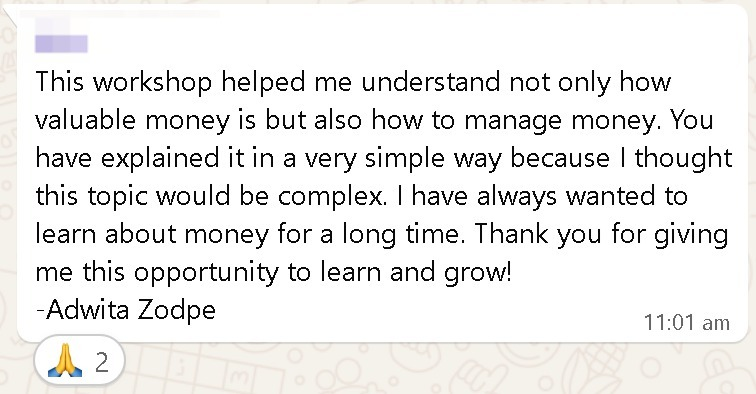 This workshop helped me understand not only how
valuable money is but also how to manage money. You
have explained it in a very simple way because I thought
this topic would be complex. I have always wanted to
learn about money for a long time. Thank you for giving
me this opportunity to learn and grow!
-Adwita Zodpe
11:01 am
2